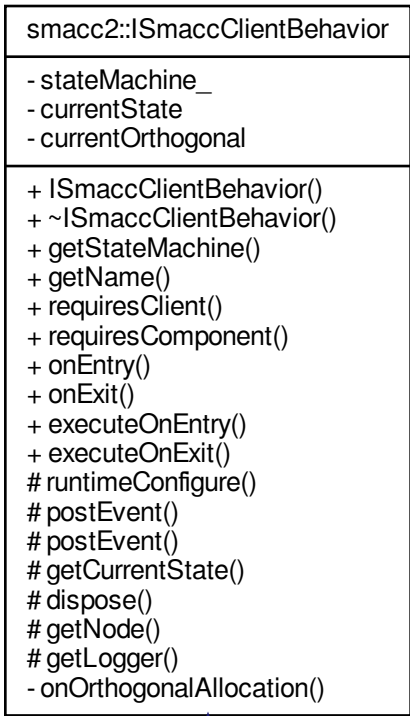 smacc2::ISmaccClientBehavior
- stateMachine_
- currentState
- currentOrthogonal
+ ISmaccClientBehavior()
+ ~ISmaccClientBehavior()
+ getStateMachine()
+ getName()
+ requiresClient()
+ requiresComponent()
+ onEntry()
+ onExit()
+ executeOnEntry()
+ executeOnExit()
# runtimeConfigure()
# postEvent()
# postEvent()
# getCurrentState()
# dispose()
# getNode()
# getLogger()
- onOrthogonalAllocation()